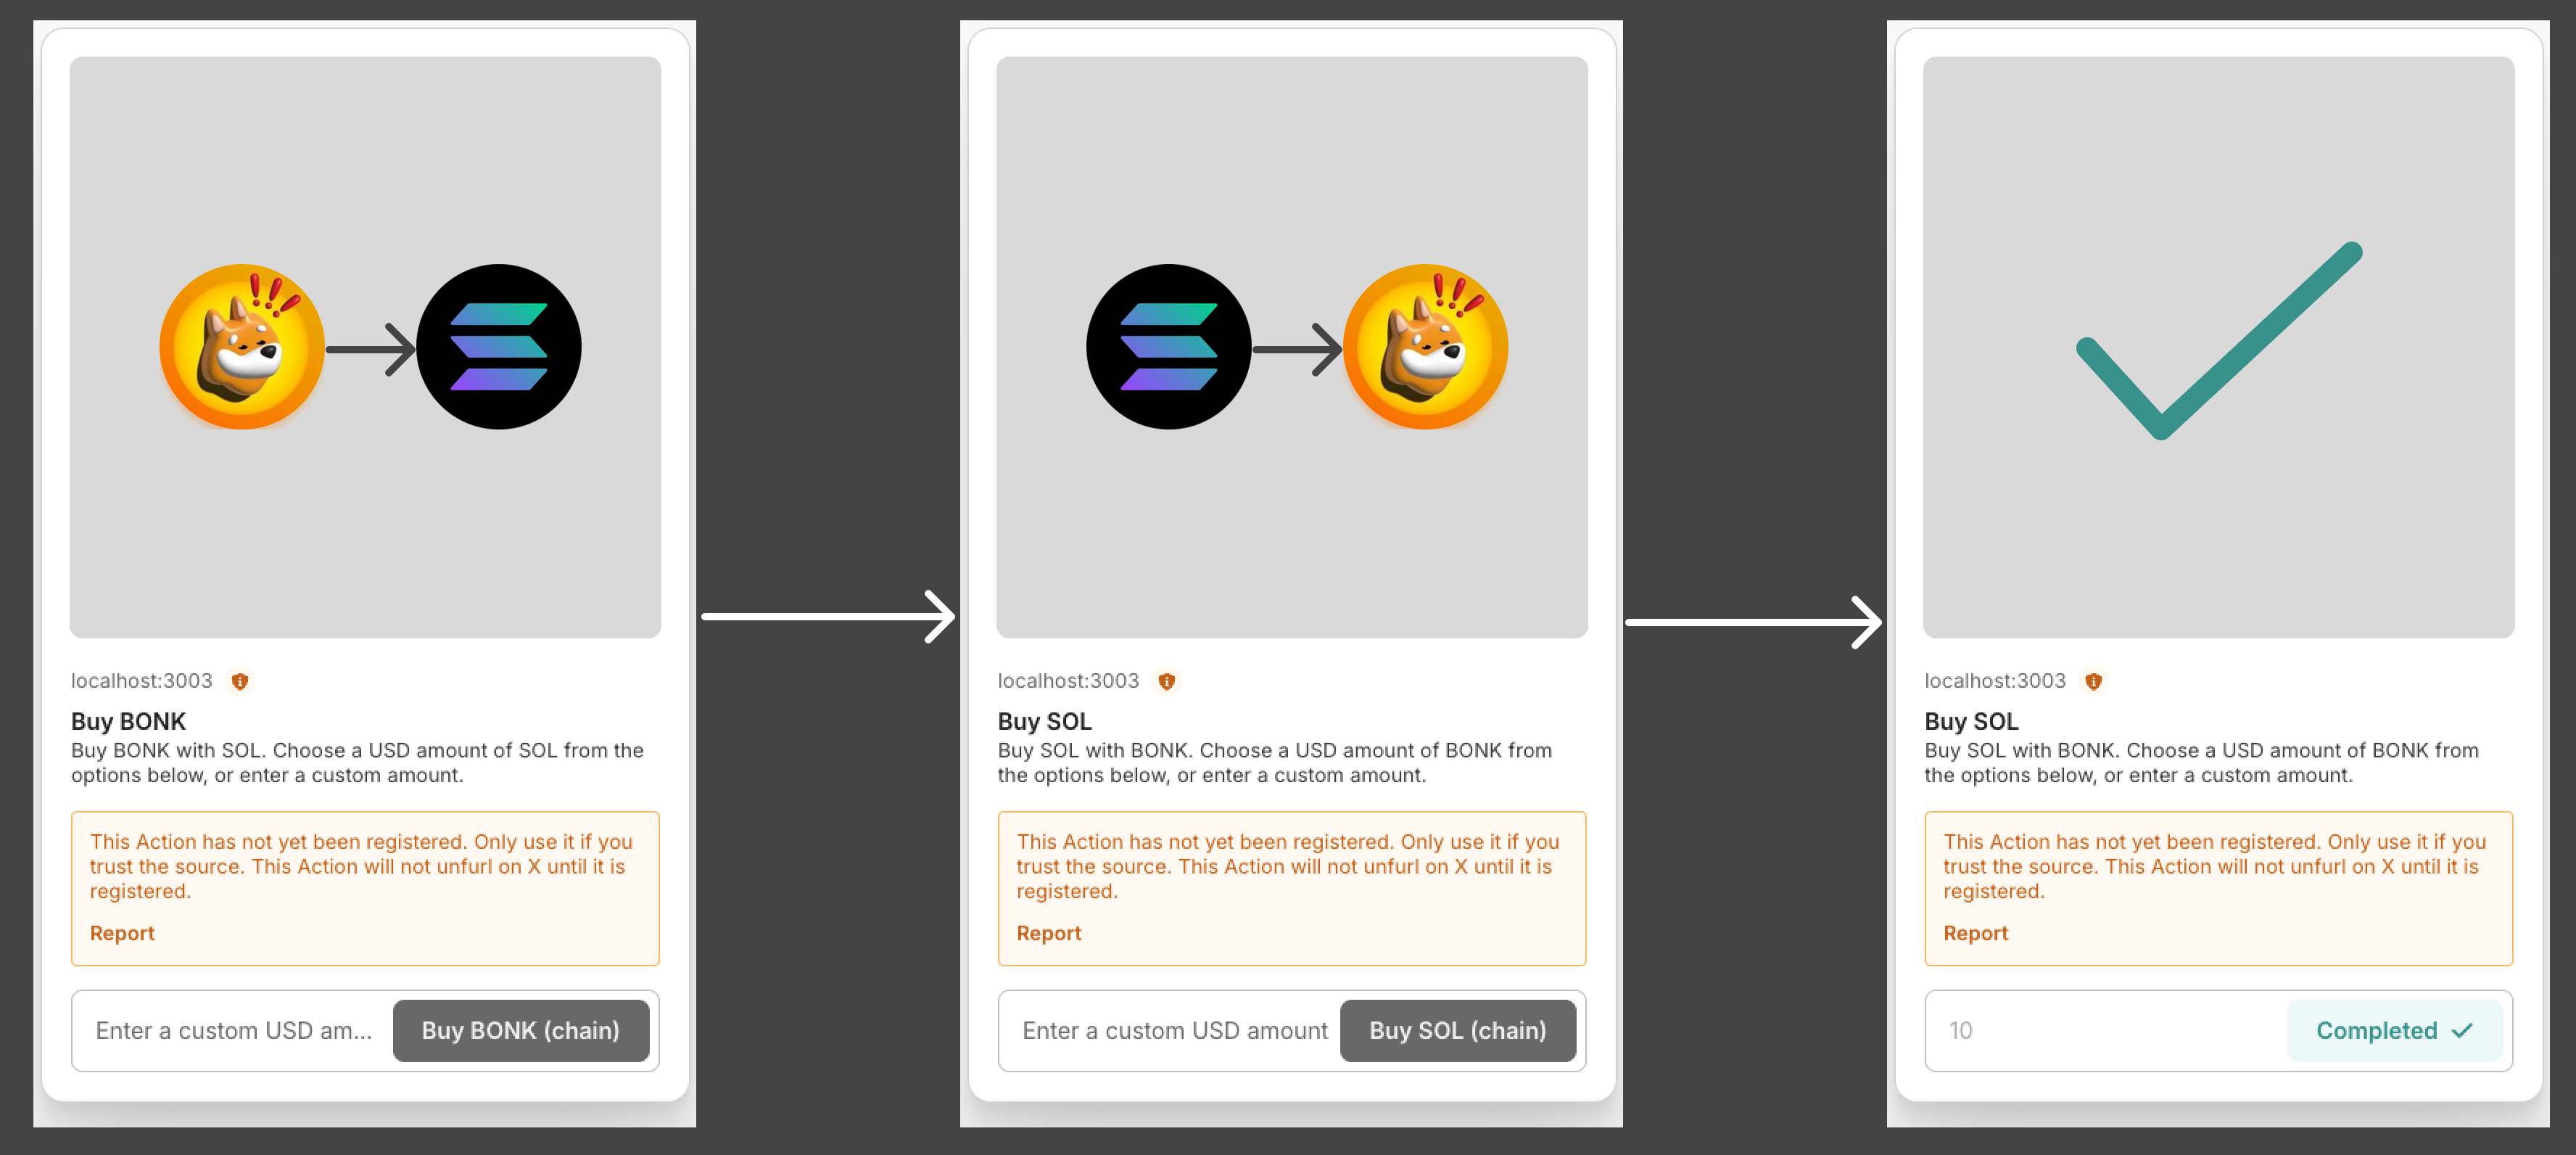 localhost:3003
Buy BONK
Buy BONK with SOL. Choose a USD amount of SOL from the
options below, or enter a custom amount.
This Action has not yet been registered. Only use it if you
trust the source. This Action will not unfurl on X until it is
registered.
Report
Enter a custom USD am...
Buy BONK (chain)
localhost:3003
Buy SOL
Buy SOL with BONK. Choose a USD amount of BONK from
the options below, or enter a custom amount.
This Action has not yet been registered. Only use it if you
trust the source. This Action will not unfurl on X until it is
registered.
Report
Enter a custom USD amount
Buy SOL (chain)
localhost:3003
Buy SOL
Buy SOL with BONK. Choose a USD amount of BONK from
the options below, or enter a custom amount.
This Action has not yet been registered. Only use it if you
trust the source. This Action will not unfurl on X until it is
registered.
Report
10
Completed